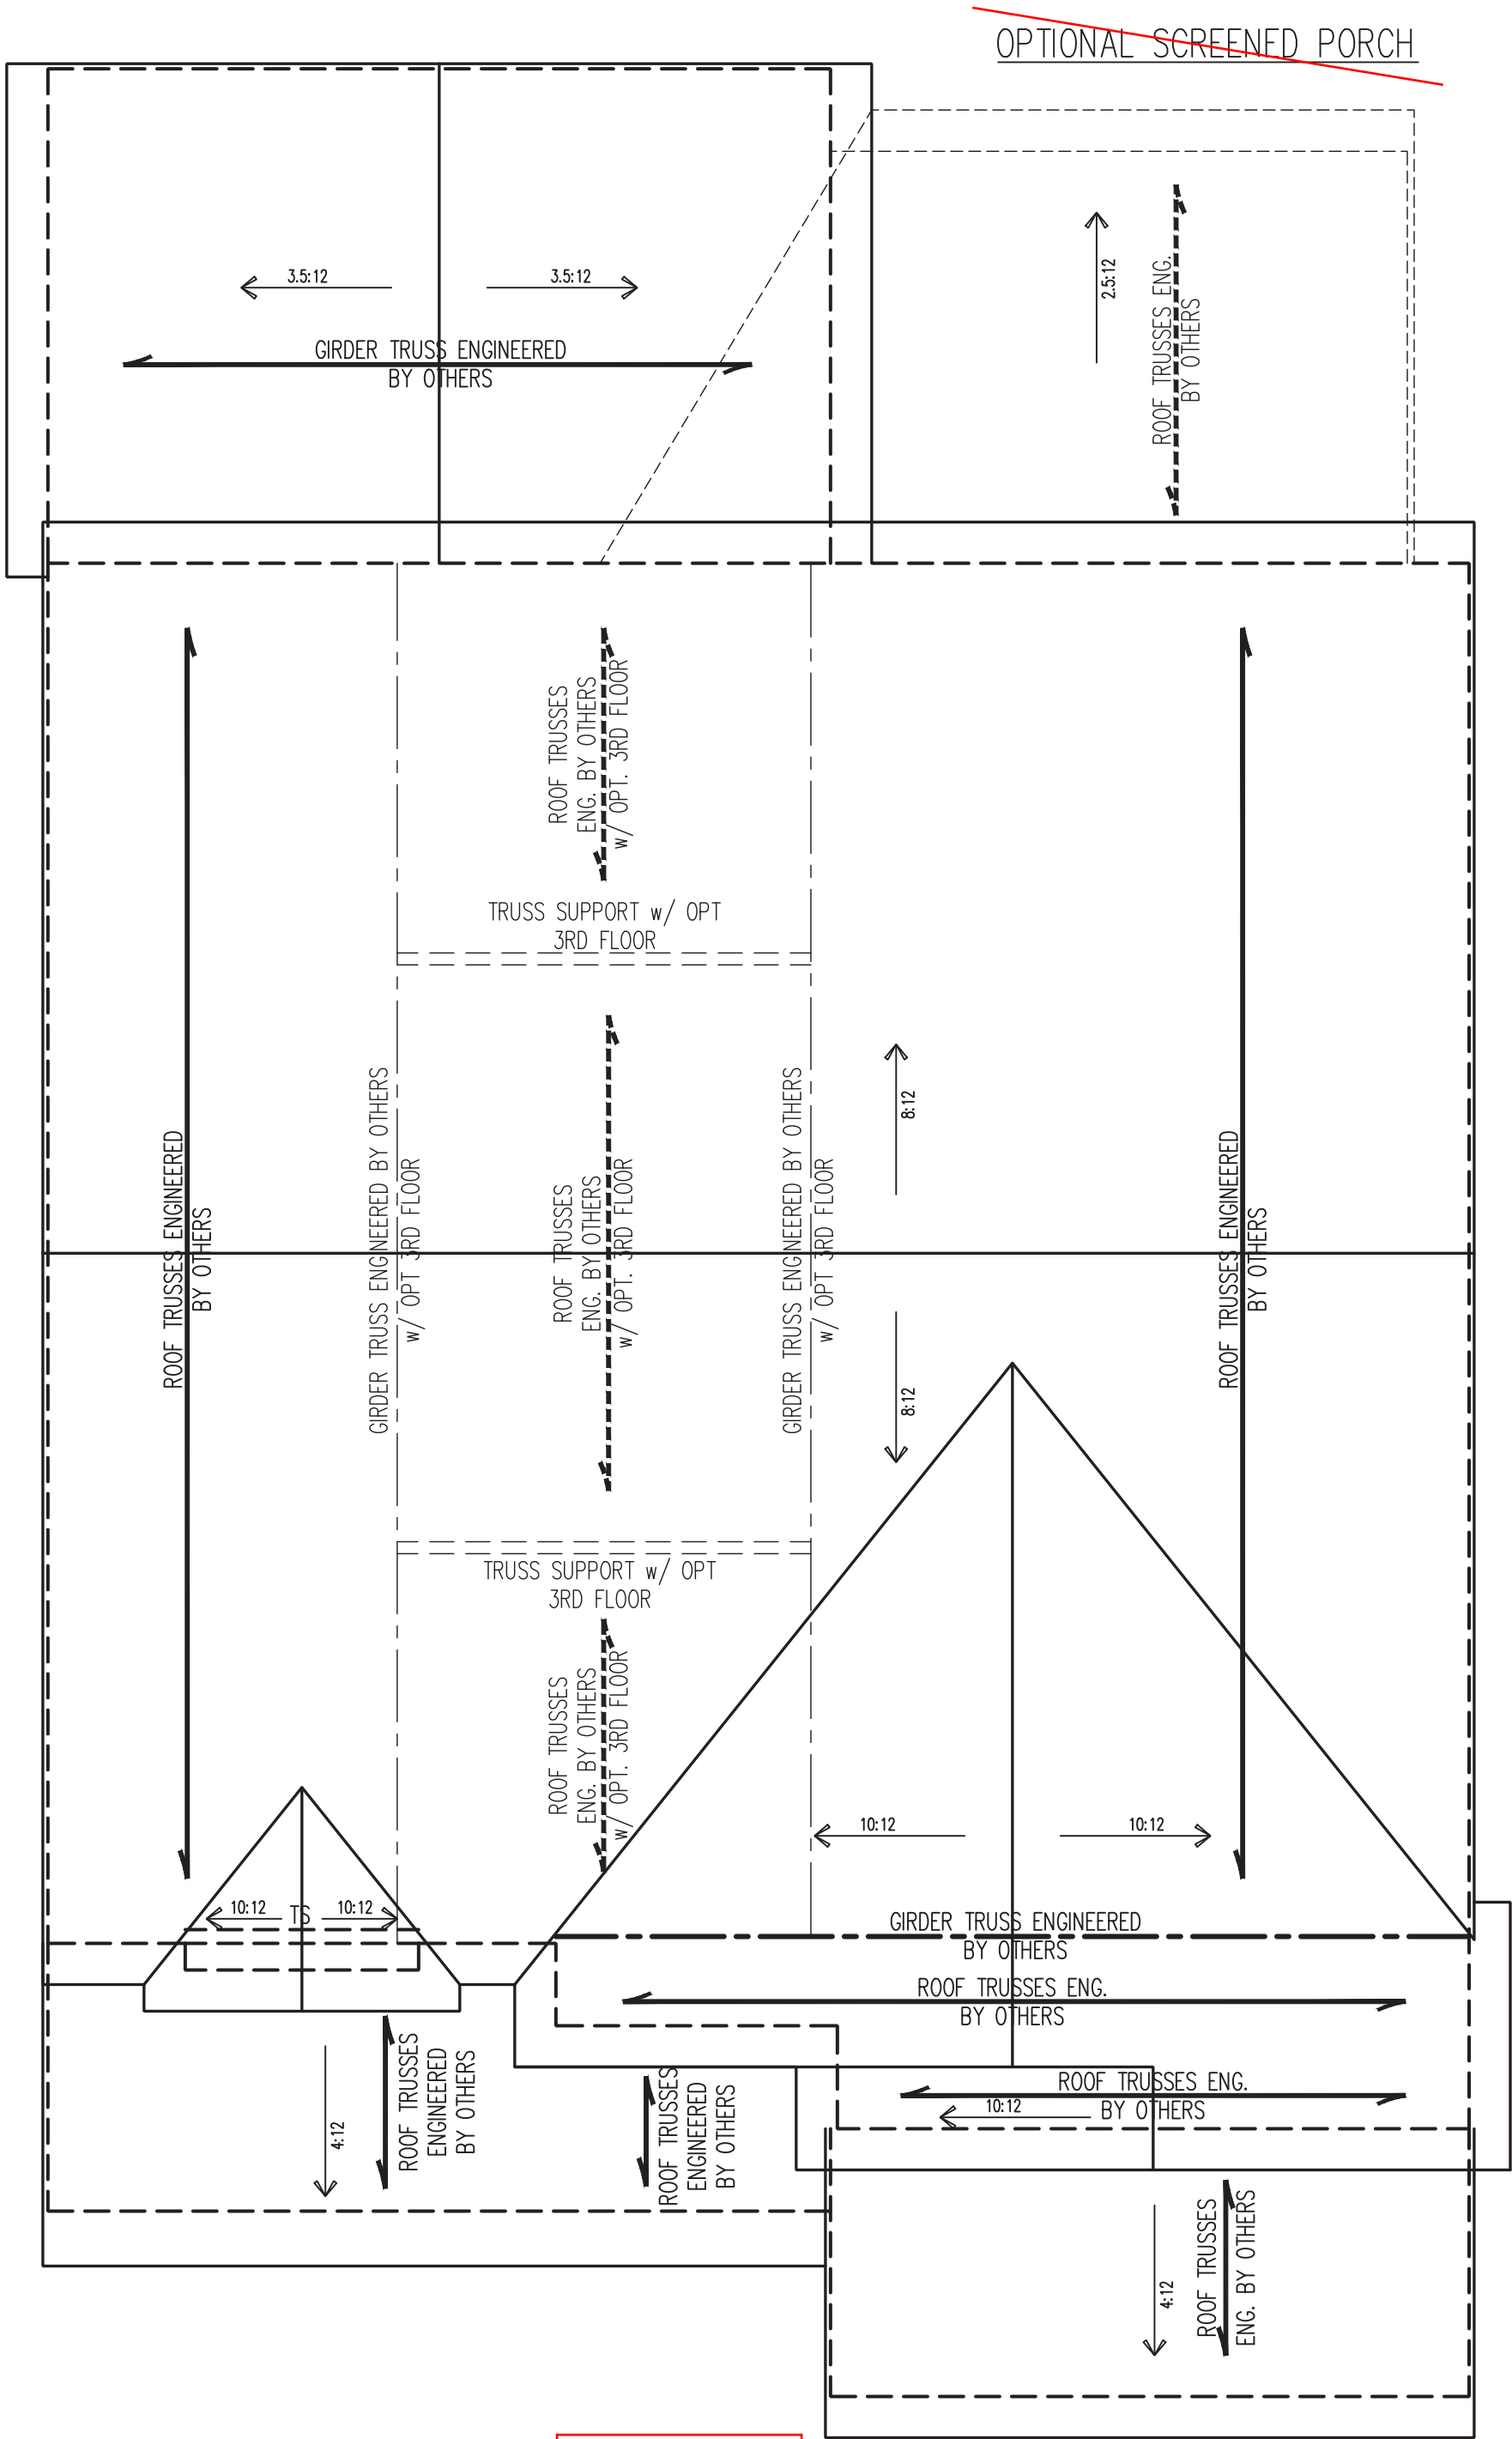 OPTIONAL SCREENED PORCH
3.5:12
3.5:12
GIRDER TRUSS ENGINEERED
BY OTHERS
2.5:12
ROOF TRUSSES ENG.
BY OTHERS
ROOF TRUSSES
ENG. BY OTHERS
w/ OPT. 3RD FLOOR
TRUSS SUPPORT w/ OPT
3RD FLOOR
ROOF TRUSSES ENGINEERED
BY OTHERS
GIRDER TRUSS ENGINEERED BY OTHERS
w/ OPT 3RD FLOOR
ROOF TRUSSES
ENG. BY OTHERS
w/ OPT. 3RD FLOOR
GIRDER TRUSS ENGINEERED BY OTHERS
w/ OPT 3RD FLOOR
8:12
8:12
ROOF TRUSSES ENGINEERED
BY OTHERS
TRUSS SUPPORT w/ OPT
3RD FLOOR
ROOF TRUSSES
ENG. BY OTHERS
w/ OPT. 3RD FLOOR
10:12
10:12
10:12
TS
10:12
GIRDER TRUSS ENGINEERED
BY OTHERS
ROOF TRUSSES ENG.
BY OTHERS
ROOF TRUSSES ENG.
10:12
BY OTHERS
4:12
ROOF TRUSSES
ENGINEERED
BY OTHERS
ROOF TRUSSES
ENGINEERED
BY OTHERS
4:12
ROOF TRUSSES
ENG. BY OTHERS